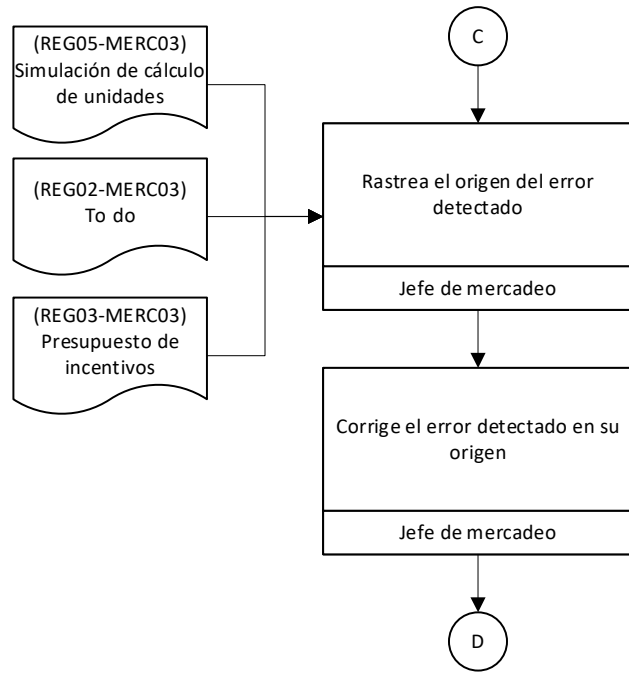 (REG05-MERC03)
Simulación de cálculo
de unidades
(REG02-MERC03)
To do
(REG03-MERC03)
Presupuesto de
incentivos
C
Rastrea el origen del error
detectado
Jefe de mercadeo
Corrige el error detectado en su
origen
Jefe de mercadeo
D